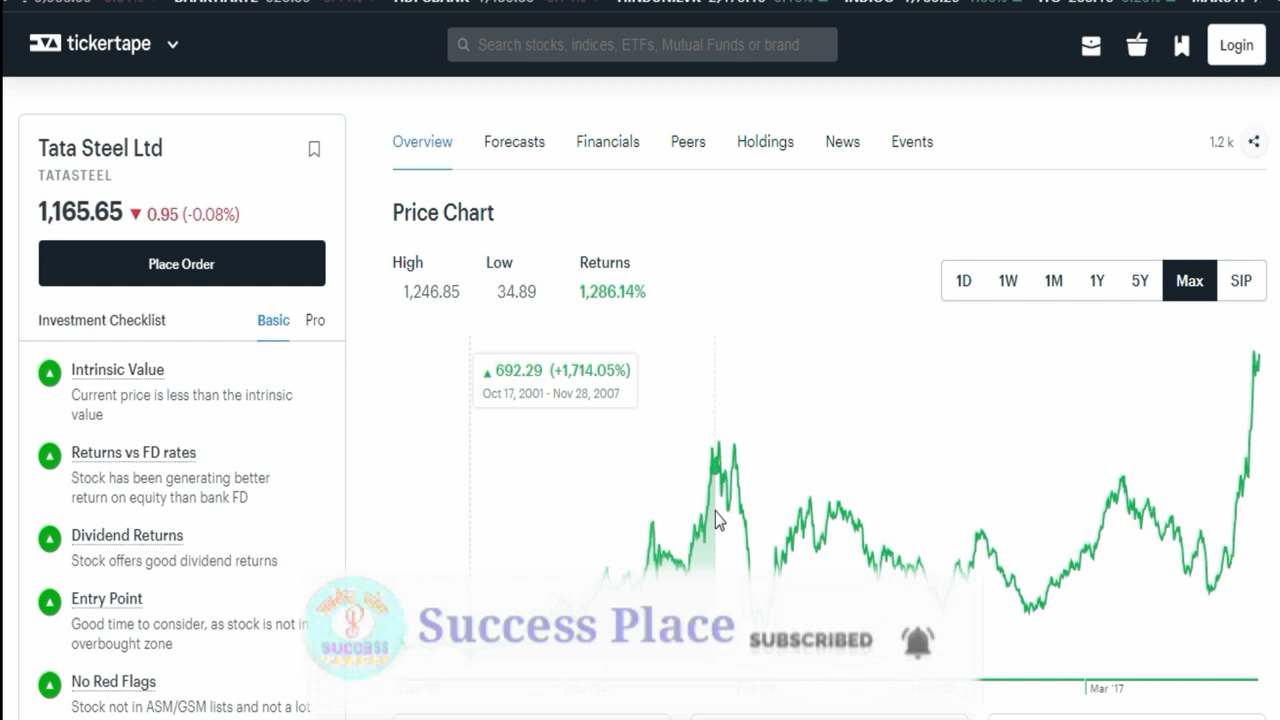 tickertape
Search stocks, indices, ETFs, Mutual Funds or brand
Login
Tata Steel Ltd
TATASTEEL
1,165.65 ▼ 0.95 (-0.08%)
Place Order
Investment Checklist Basic Pro
Intrinsic Value
Current price is less than the intrinsic
value
Returns vs FD rates
Stock has been generating better
return on equity than bank FD
Dividend Returns
Stock offers good dividend returns
Entry Point
Good time to consider, as stock is not in
overbought zone
No Red Flags
Stock not in ASM/GSM lists and not a lot
Overview Forecasts Financials Peers Holdings News Events
1.2 k
Price Chart
High Low Returns
1,246.85 34.89 1,286.14%
1D 1W 1M 1Y 5Y Max SIP
▲ 692.29 (+1,714.05%)
Oct 17, 2001 - Nov 28, 2007
SUCCESS
Success Place
SUBSCRIBED
Mar '17